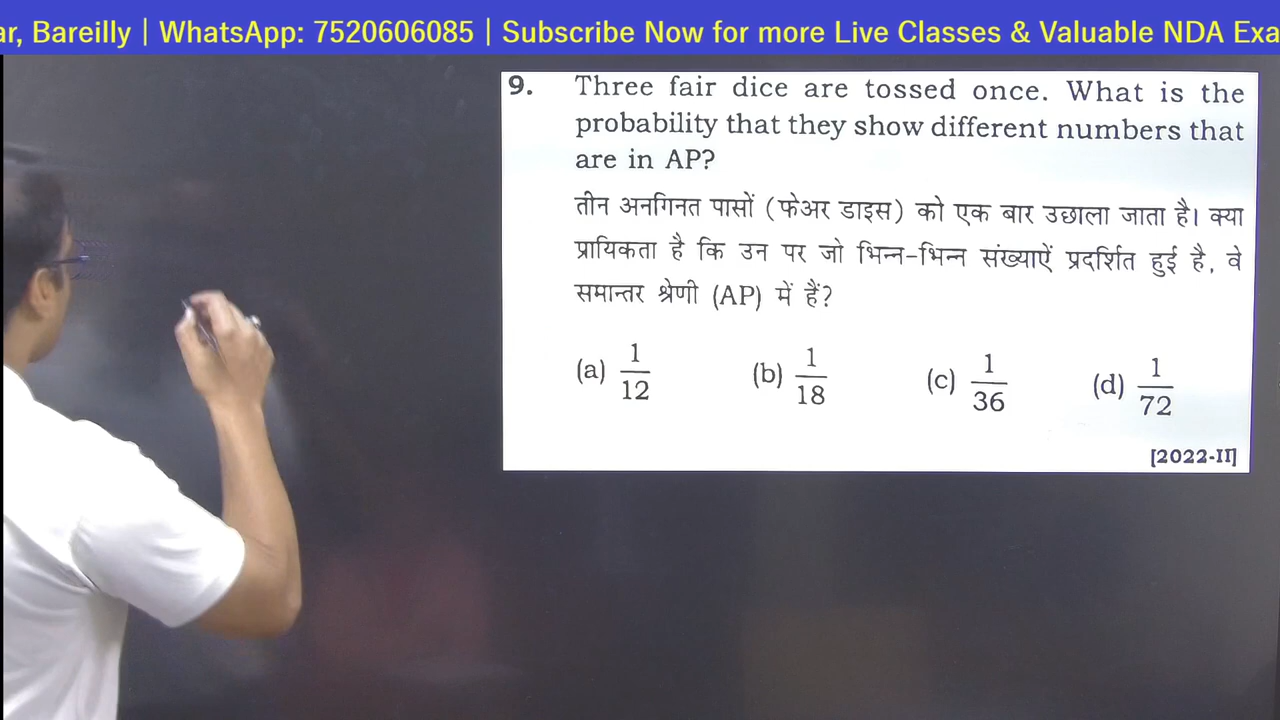 ar, Bareilly | WhatsApp: 7520606085 | Subscribe Now for more Live Classes & Valuable NDA Exa
9. Three fair dice are tossed once. What is the
probability that they show different numbers that
are in AP?
तीन अनगिनत पासों (फेअर डाइस) को एक बार उछाला जाता है। क्या
प्रायिकता है कि उन पर जो भिन्न-भिन्न संख्याऐं प्रदर्शित हुई है, वे
समान्तर श्रेणी (AP) में हैं?
(a) 1/12 (b) 1/18 (c) 1/36 (d) 1/72
[2022-II]